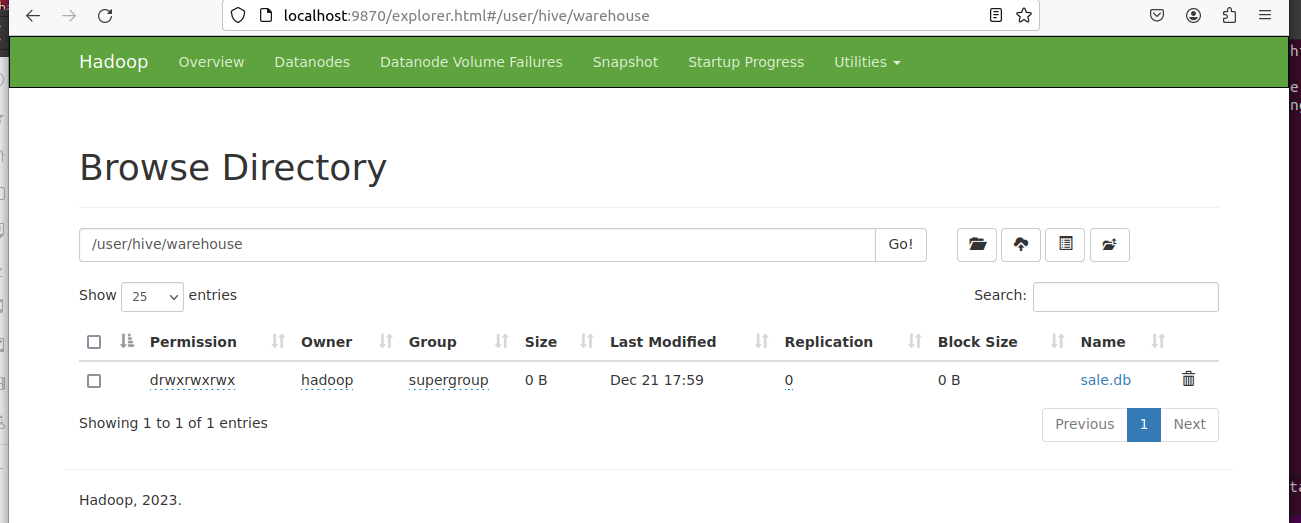 localhost:9870/explorer.html#/user/hive/warehouse
Hadoop Overview Datanodes Datanode Volume Failures Snapshot Startup Progress Utilities
Browse Directory
/user/hive/warehouse Go!
Show 25 entries Search:
Permission Owner Group Size Last Modified Replication Block Size Name
drwxrwxrwx hadoop supergroup 0 B Dec 21 17:59 0 0 B sale.db
Showing 1 to 1 of 1 entries Previous 1 Next
Hadoop, 2023.